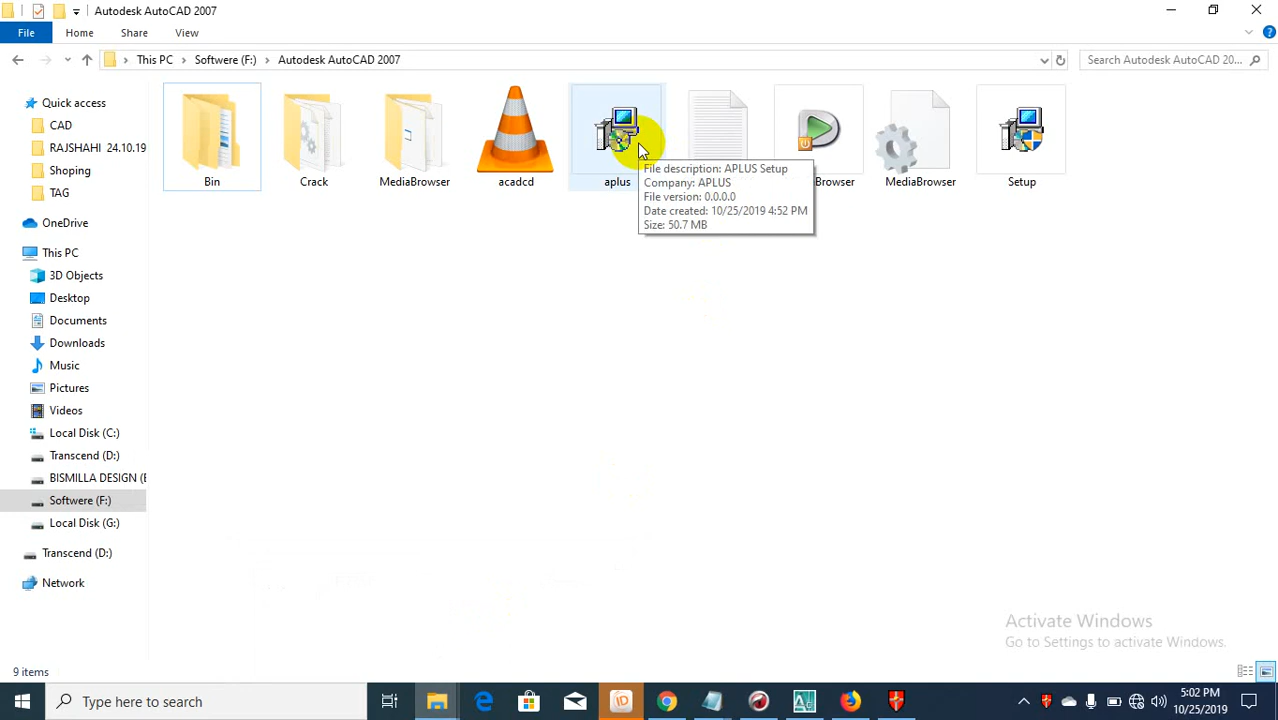 Autodesk AutoCAD 2007
File Home Share View
This PC Softwere (F:) Autodesk AutoCAD 2007 Search Autodesk AutoCAD 20...
Quick access
CAD
RAJSHAHI 24.10.19
Shoping
TAG
OneDrive
This PC
3D Objects
Desktop
Documents
Downloads
Music
Pictures
Videos
Local Disk (C:)
Transcend (D:)
BISMILLA DESIGN (E
Softwere (F:)
Local Disk (G:)
Transcend (D:)
Network
Bin Crack MediaBrowser acadcd aplus Browser MediaBrowser Setup
File description: APLUS Setup
Company: APLUS
File version: 0.0.0.0
Date created: 10/25/2019 4:52 PM
Size: 50.7 MB
Activate Windows
Go to Settings to activate Windows.
9 items
Type here to search
5:02 PM
10/25/2019